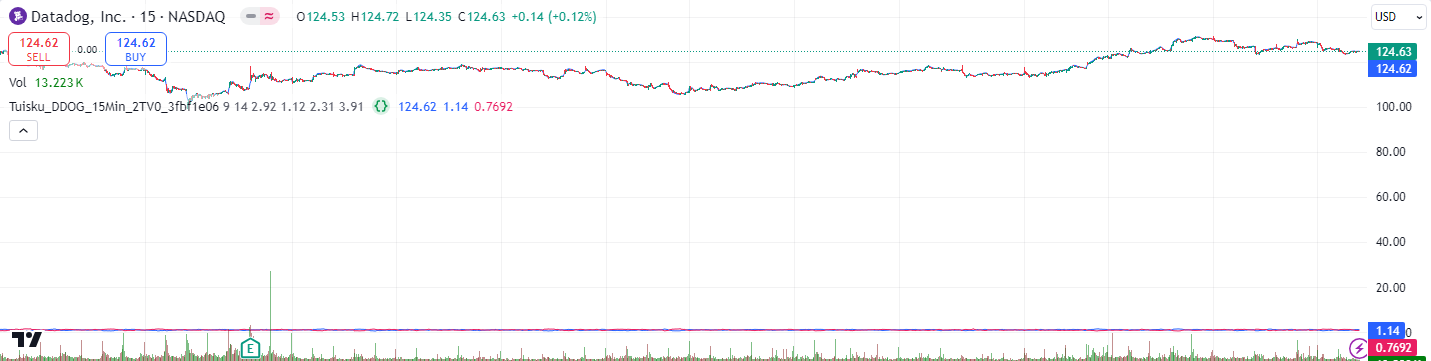 Datadog, Inc. · 15 · NASDAQ O124.53 H124.72 L124.35 C124.63 +0.14 (+0.12%) USD
124.62 0.00 124.62
SELL BUY
124.63
124.62
Vol 13.223 K
Tuisku_DDOG_15Min_2TV0_3fbf1e06 9 14 2.92 1.12 2.31 3.91 124.62 1.14 0.7692
100.00
80.00
60.00
40.00
20.00
1.14
E
0.7692